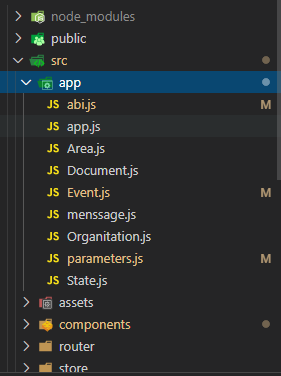 node_modules
public
src
app
JS abi.js M
JS app.js
JS Area.js
JS Document.js
JS Event.js M
JS menssage.js
JS Organitation.js
JS parameters.js M
JS State.js
assets
components
router
store